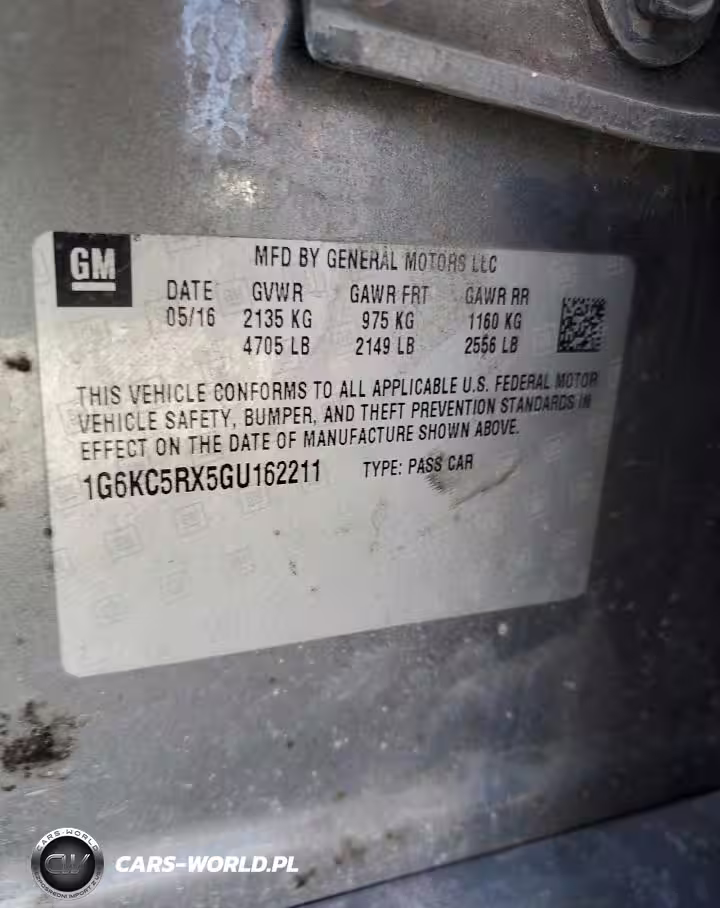 GM
MFD BY GENERAL MOTORS LLC
DATE GVWR GAWR FRT GAWR RR
05/16 2135 KG 975 KG 1160 KG
4705 LB 2149 LB 2556 LB
THIS VEHICLE CONFORMS TO ALL APPLICABLE U.S. FEDERAL MOTOR
VEHICLE SAFETY, BUMPER, AND THEFT PREVENTION STANDARDS IN
EFFECT ON THE DATE OF MANUFACTURE SHOWN ABOVE.
1G6KC5RX5GU162211 TYPE: PASS CAR
CARS-WORLD
CW
CARS-WORLD.PL